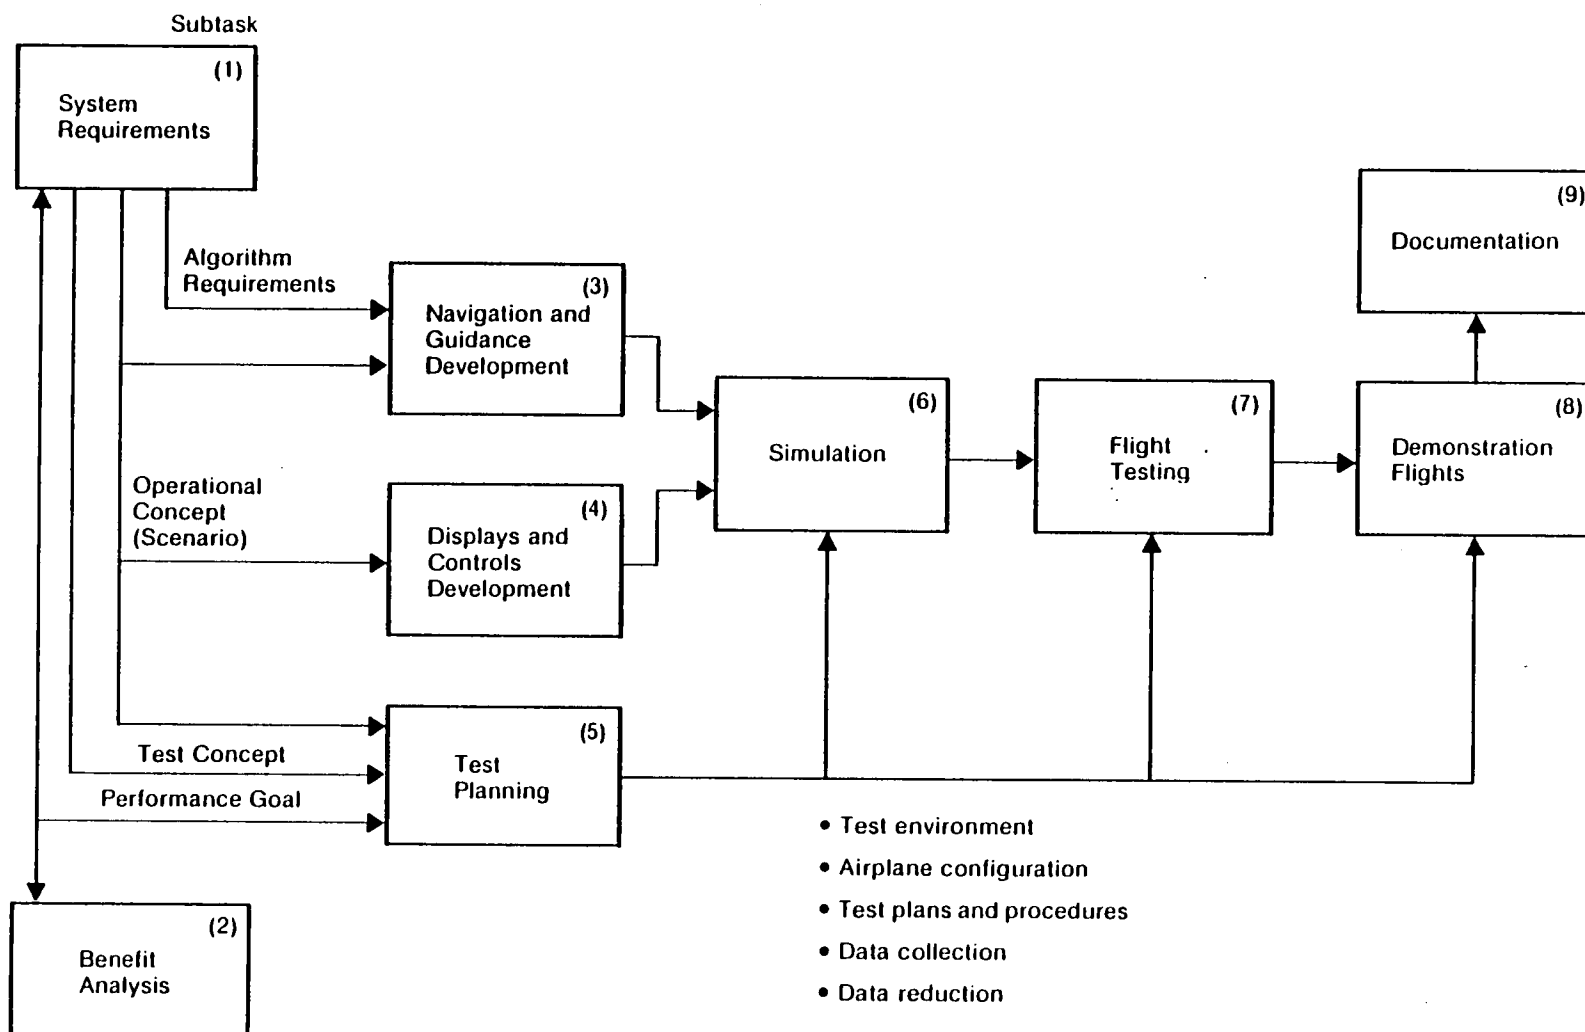 Subtask
(1)
System
Requirements
Algorithm
Requirements
(3)
Navigation and
Guidance
Development
Operational
Concept
(Scenario)
(4)
Displays and
Controls
Development
(5)
Test
Planning
Test Concept
Performance Goal
(2)
Benefit
Analysis
(6)
Simulation
(7)
Flight
Testing
(8)
Demonstration
Flights
(9)
Documentation
• Test environment
• Airplane configuration
• Test plans and procedures
• Data collection
• Data reduction